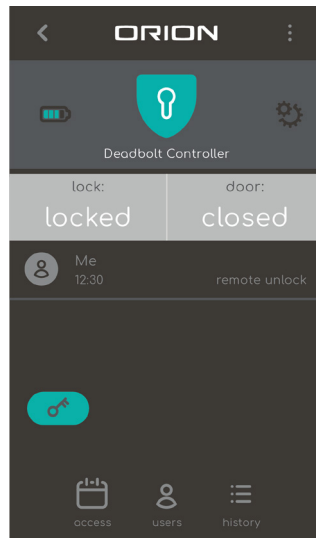 ORION
Deadbolt Controller
lock: door:
locked closed
Me
12:30 remote unlock
access users history